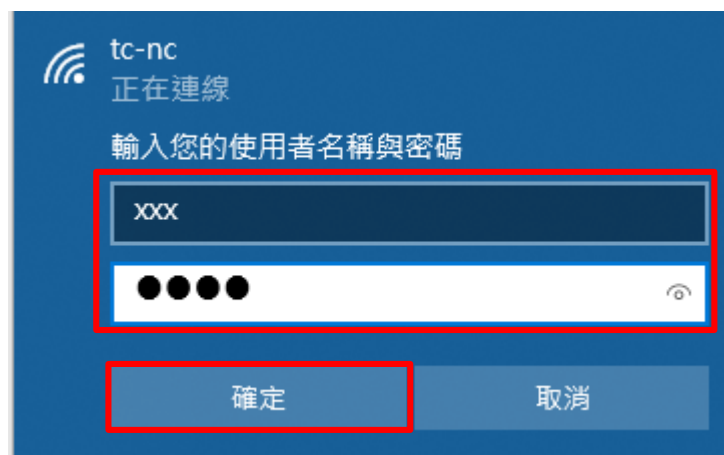 tc-nc
正在連線
輸入您的使用者名稱與密碼
xxx
●●●●
確定 取消